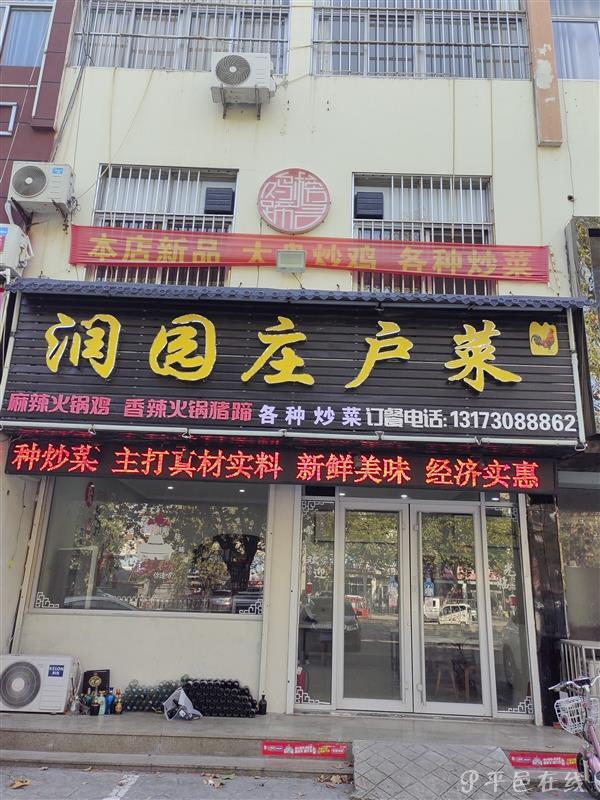 本店新品 大 炒鸡 各种炒菜
润园庄户菜
麻辣火锅鸡 香辣火锅猪蹄 各种炒菜 订餐电话:13173088862
种炒菜 主打真材实料 新鲜美味 经济实惠
KELON
平邑在线